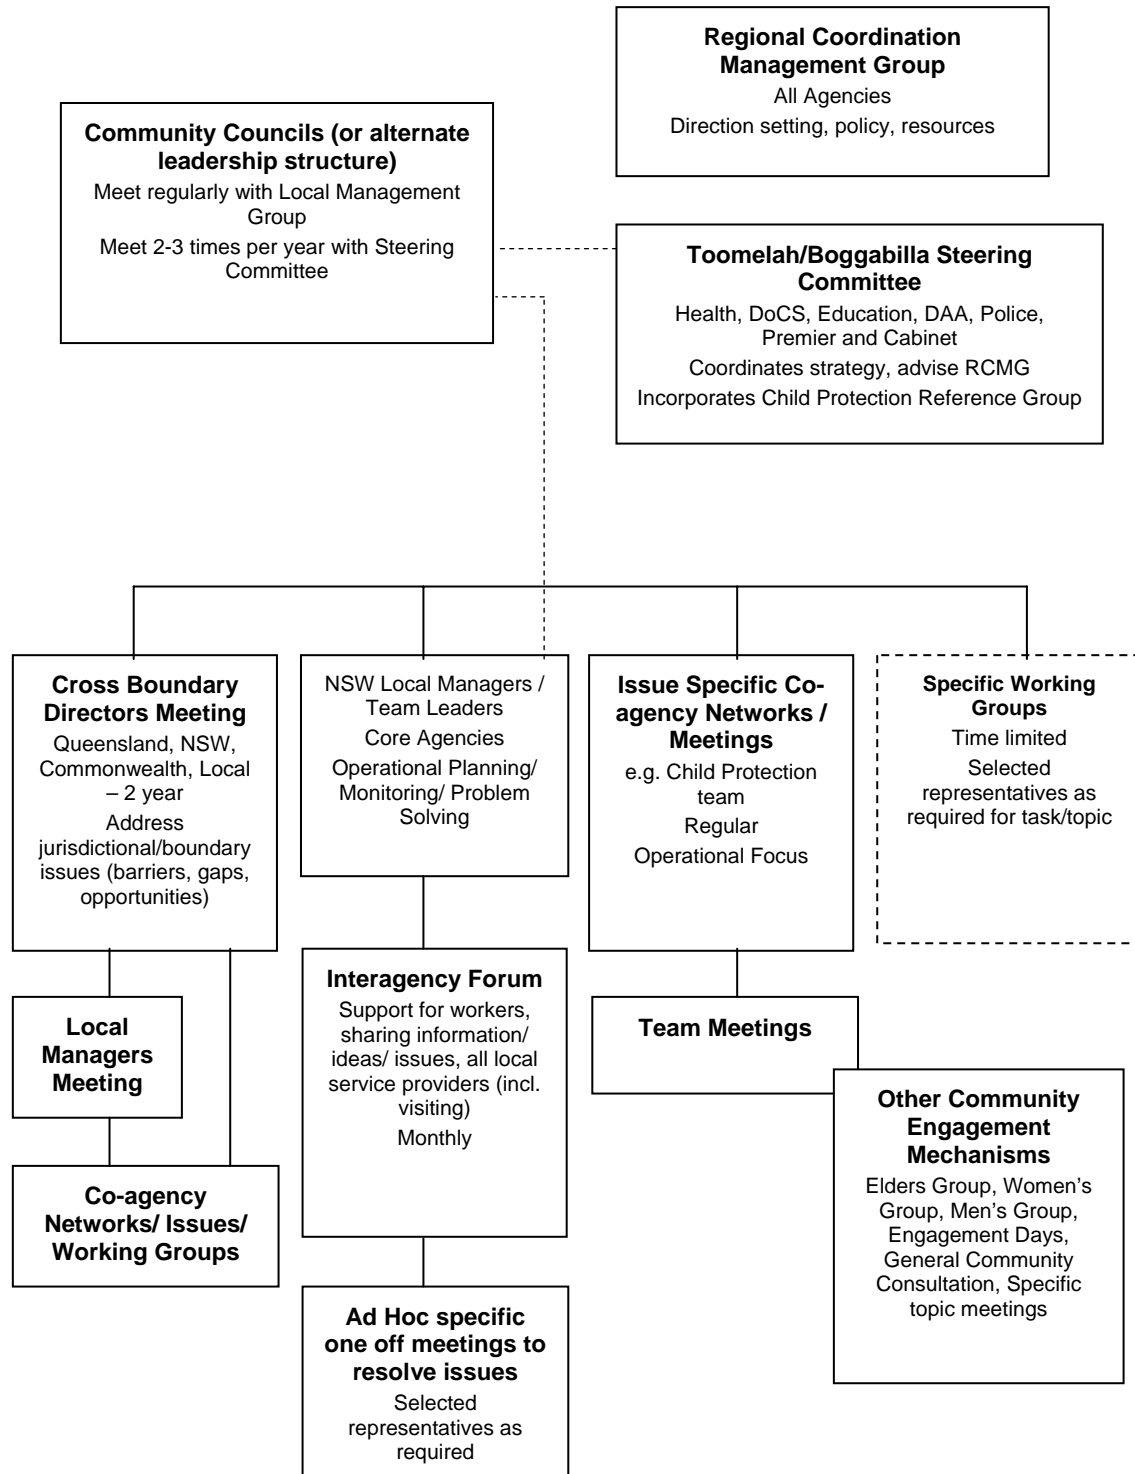 Regional Coordination
Management Group
All Agencies
Direction setting, policy, resources
Community Councils (or alternate
leadership structure)
Meet regularly with Local Management
Group
Meet 2-3 times per year with Steering
Committee
Toomelah/Boggabilla Steering
Committee
Health, DoCS, Education, DAA, Police,
Premier and Cabinet
Coordinates strategy, advise RCMG
Incorporates Child Protection Reference Group
Cross Boundary
Directors Meeting
Queensland, NSW,
Commonwealth, Local
– 2 year
Address
jurisdictional/boundary
issues (barriers, gaps,
opportunities)
NSW Local Managers /
Team Leaders
Core Agencies
Operational Planning/
Monitoring/ Problem
Solving
Issue Specific Co-
agency Networks /
Meetings
e.g. Child Protection
team
Regular
Operational Focus
Specific Working
Groups
Time limited
Selected
representatives as
required for task/topic
Local
Managers
Meeting
Interagency Forum
Support for workers,
sharing information/
ideas/ issues, all local
service providers (incl.
visiting)
Monthly
Team Meetings
Other Community
Engagement
Mechanisms
Elders Group, Women’s
Group, Men’s Group,
Engagement Days,
General Community
Consultation, Specific
topic meetings
Co-agency
Networks/ Issues/
Working Groups
Ad Hoc specific
one off meetings to
resolve issues
Selected
representatives as
required